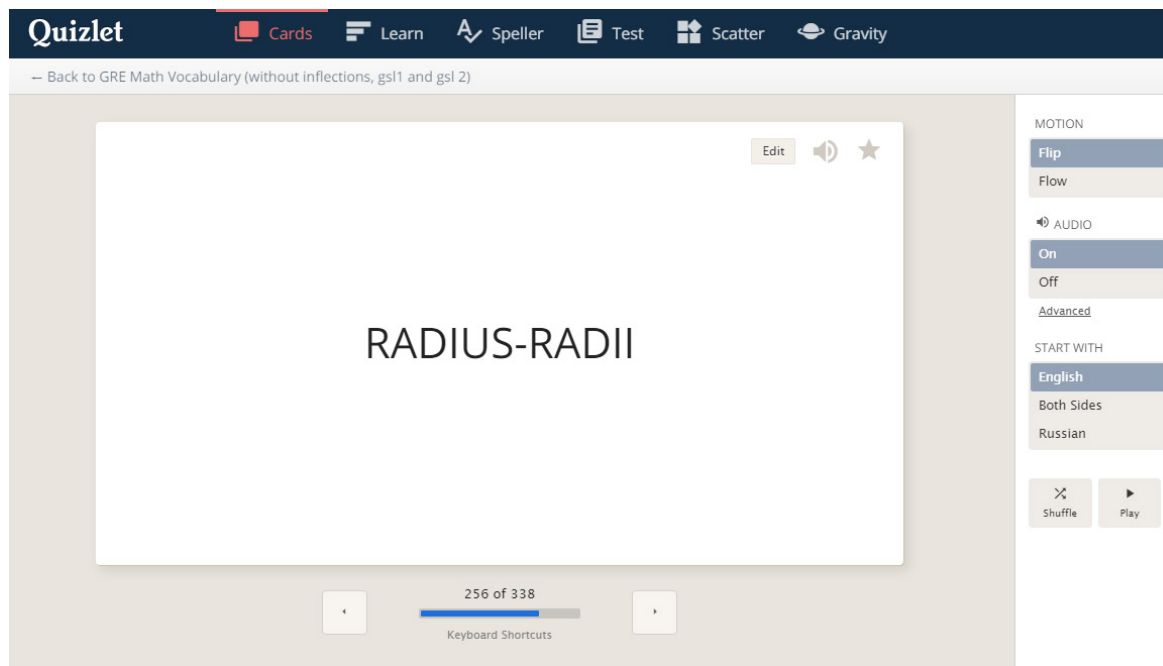 Quizlet
Cards
Learn
Speller
Test
Scatter
Gravity
← Back to GRE Math Vocabulary (without inflections, gsl1 and gsl 2)
Edit
RADIUS-RADII
256 of 338
Keyboard Shortcuts
MOTION
Flip
Flow
AUDIO
On
Off
Advanced
START WITH
English
Both Sides
Russian
Shuffle
Play